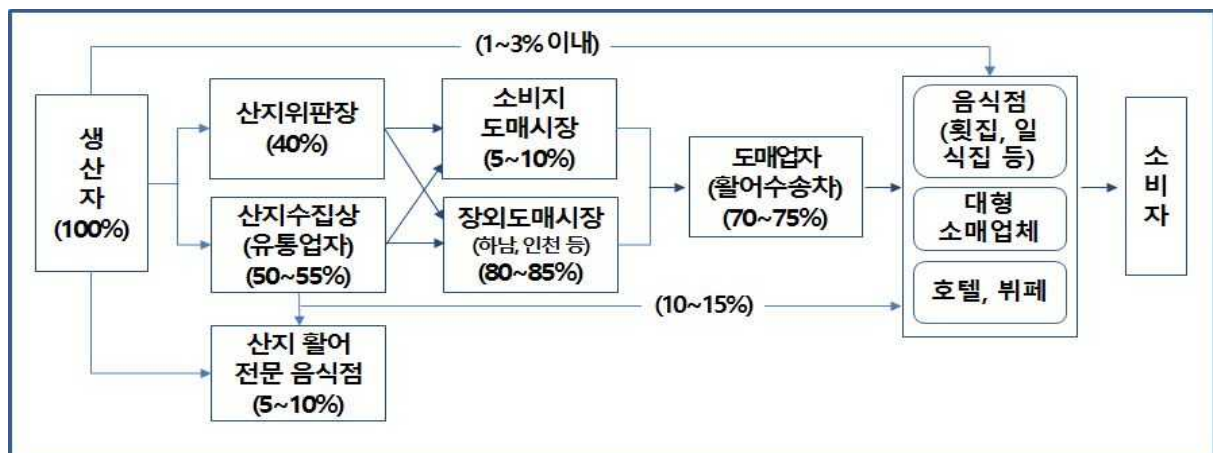 (1~3% 이내)
생
산
자
(100%)
산지위판장
(40%)
산지수집상
(유통업자)
(50~55%)
산지 활어
전문 음식점
(5~10%)
소비지
도매시장
(5~10%)
장외도매시장
(하남, 인천 등)
(80~85%)
(10~15%)
도매업자
(활어수송차)
(70~75%)
음식점
(횟집, 일
식집 등)
대형
소매업체
호텔, 뷔페
소
비
자